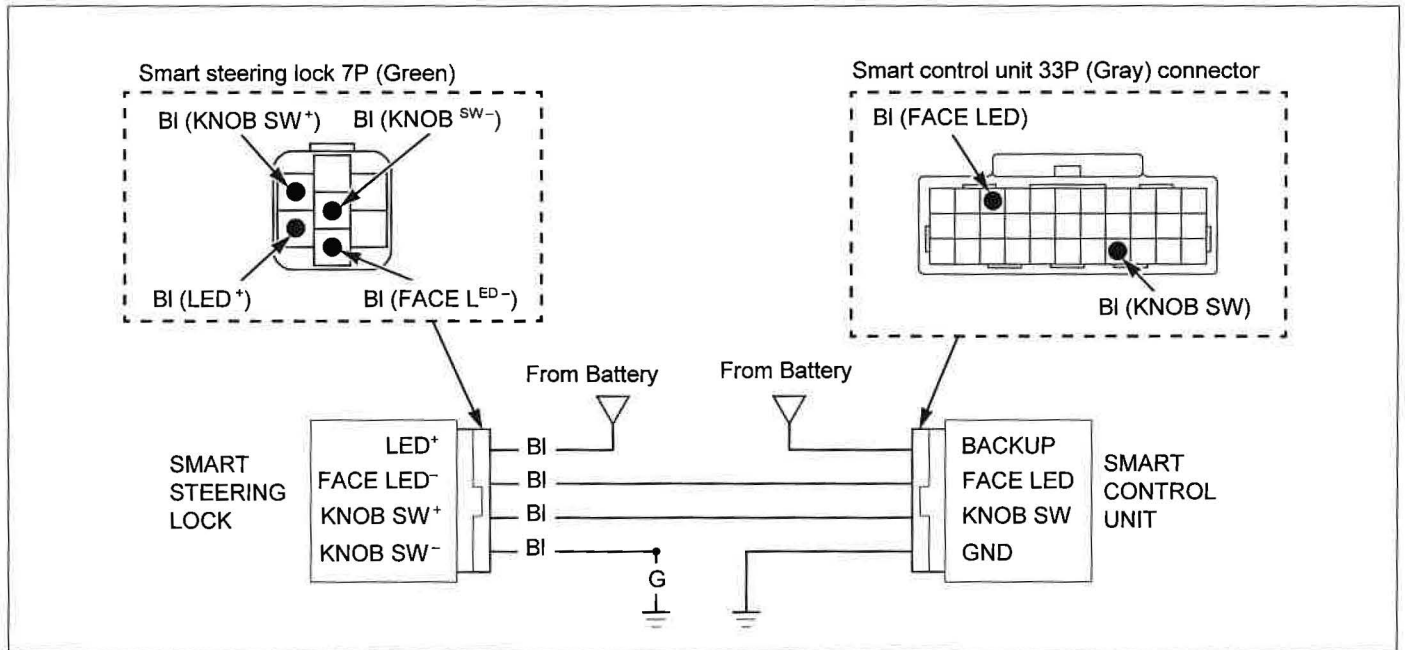 Smart steering lock 7P (Green)
Bl (KNOB SW+)
Bl (KNOB SW−)
Bl (LED+)
Bl (FACE LED−)
Smart control unit 33P (Gray) connector
Bl (FACE LED)
Bl (KNOB SW)
From Battery
From Battery
SMART
STEERING
LOCK
LED+
FACE LED−
KNOB SW+
KNOB SW−
Bl
Bl
Bl
Bl
G
BACKUP
FACE LED
KNOB SW
GND
SMART
CONTROL
UNIT